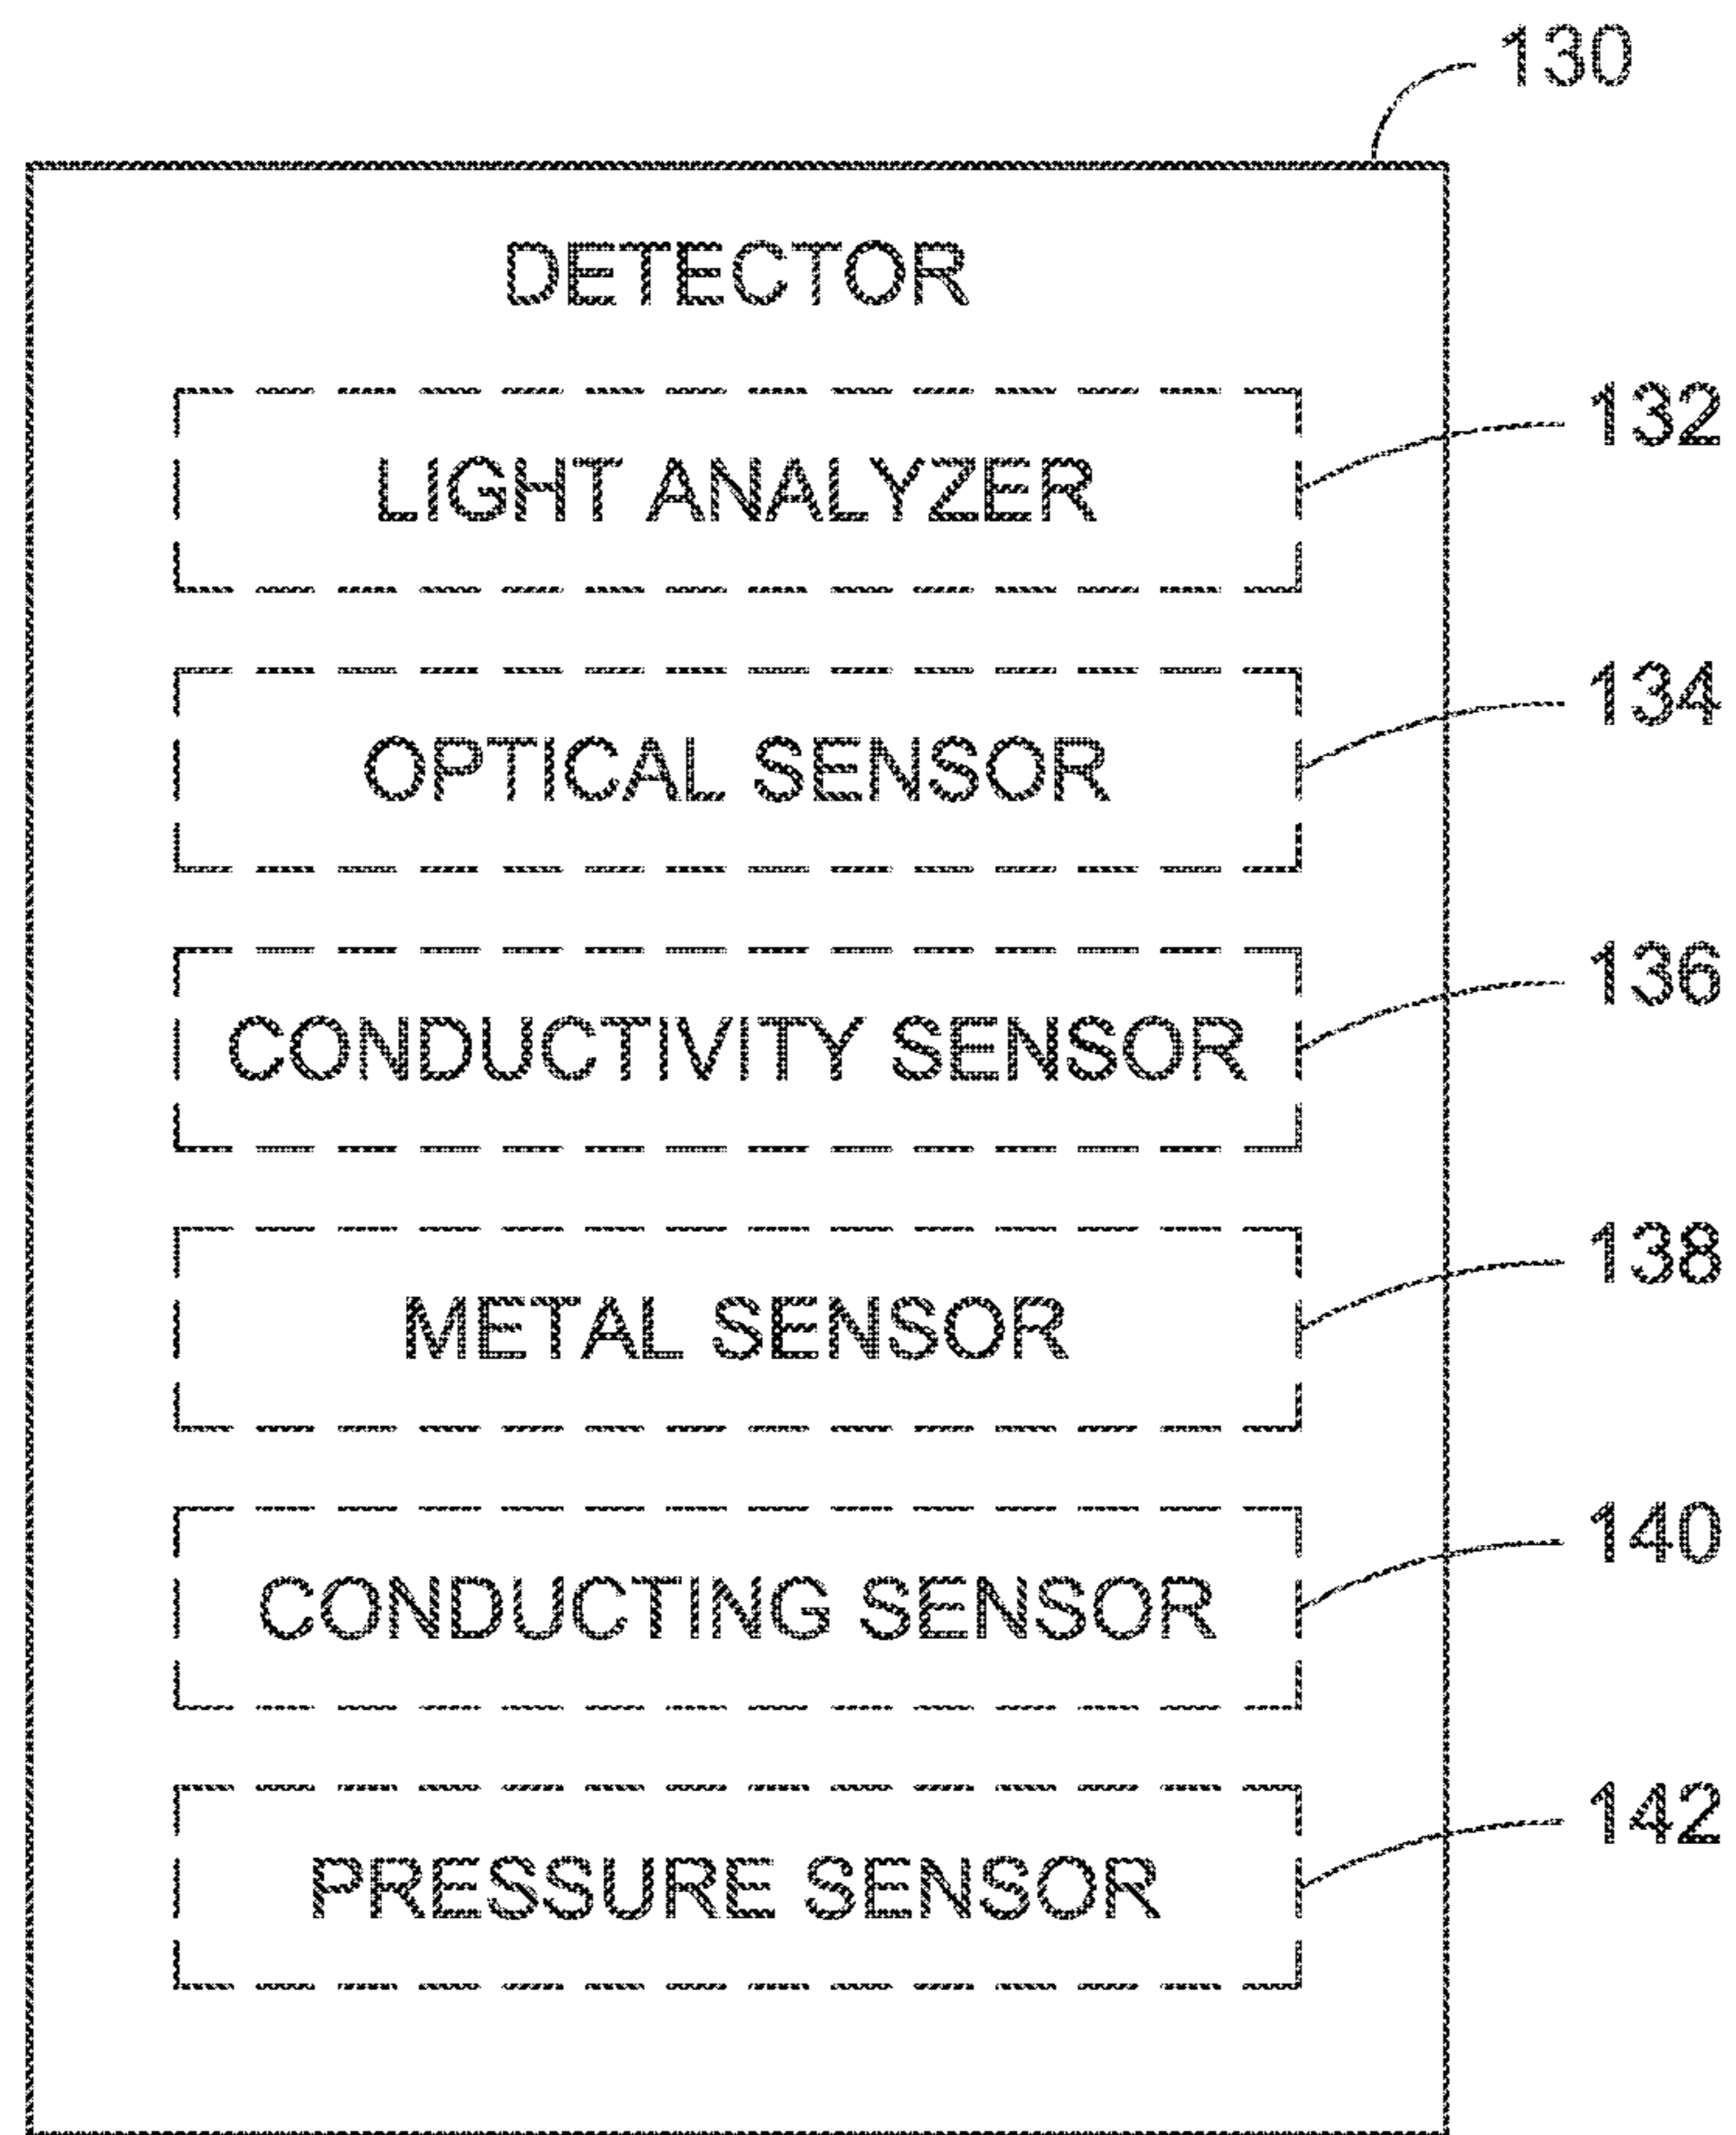 130
DETECTOR
LIGHT ANALYZER 132
OPTICAL SENSOR 134
CONDUCTIVITY SENSOR 136
METAL SENSOR 138
CONDUCTING SENSOR 140
PRESSURE SENSOR 142